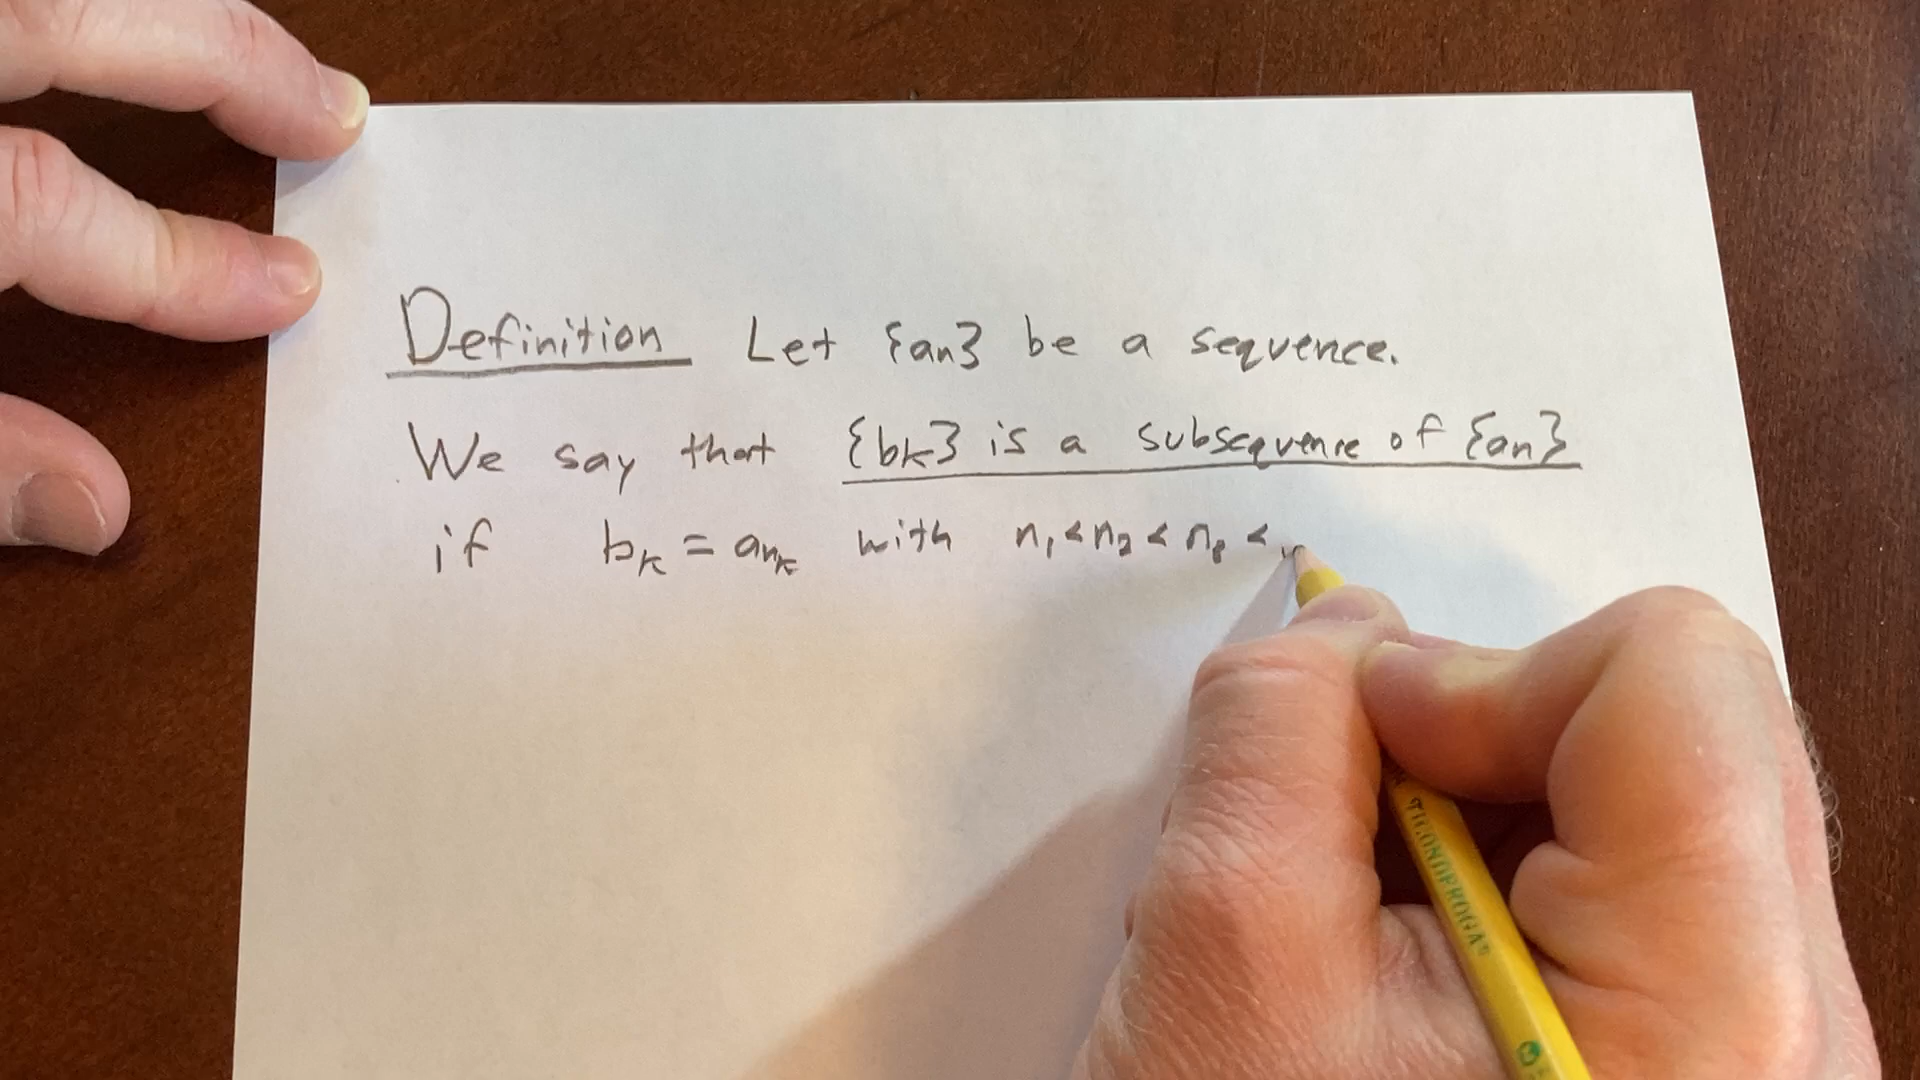 Definition Let {an} be a sequence.
We say that {bk} is a subsequence of {an}
if bk = ank with n1 < n2 < n3 <
TICONDEROGA